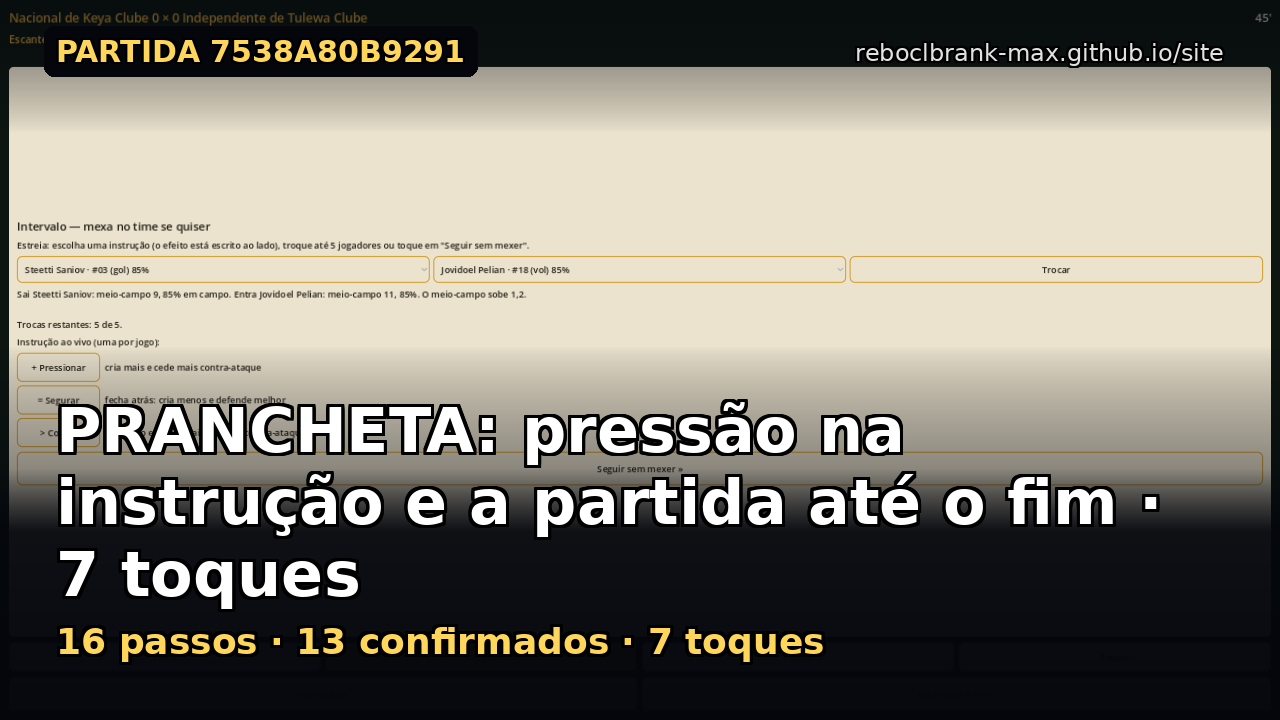 Nacional de Keya Clube 0 × 0 Independente de Tulewa Clube
45'
PARTIDA 7538A80B9291
reboclbrank-max.github.io/site
Intervalo — mexa no time se quiser
Estreia: escolha uma instrução (o efeito está escrito ao lado), troque até 5 jogadores ou toque em "Seguir sem mexer".
Steetti Saniov · #03 (gol) 85%
Jovidoel Pelian · #18 (vol) 85%
Trocar
Sai Steetti Saniov: meio-campo 9, 85% em campo. Entra Jovidoel Pelian: meio-campo 11, 85%. O meio-campo sobe 1,2.
Trocas restantes: 5 de 5.
Instrução ao vivo (uma por jogo):
+ Pressionar
cria mais e cede mais contra-ataque
= Segurar
fecha atrás: cria menos e defende melhor
Seguir sem mexer »
PRANCHETA: pressão na
instrução e a partida até o fim ·
7 toques
16 passos · 13 confirmados · 7 toques